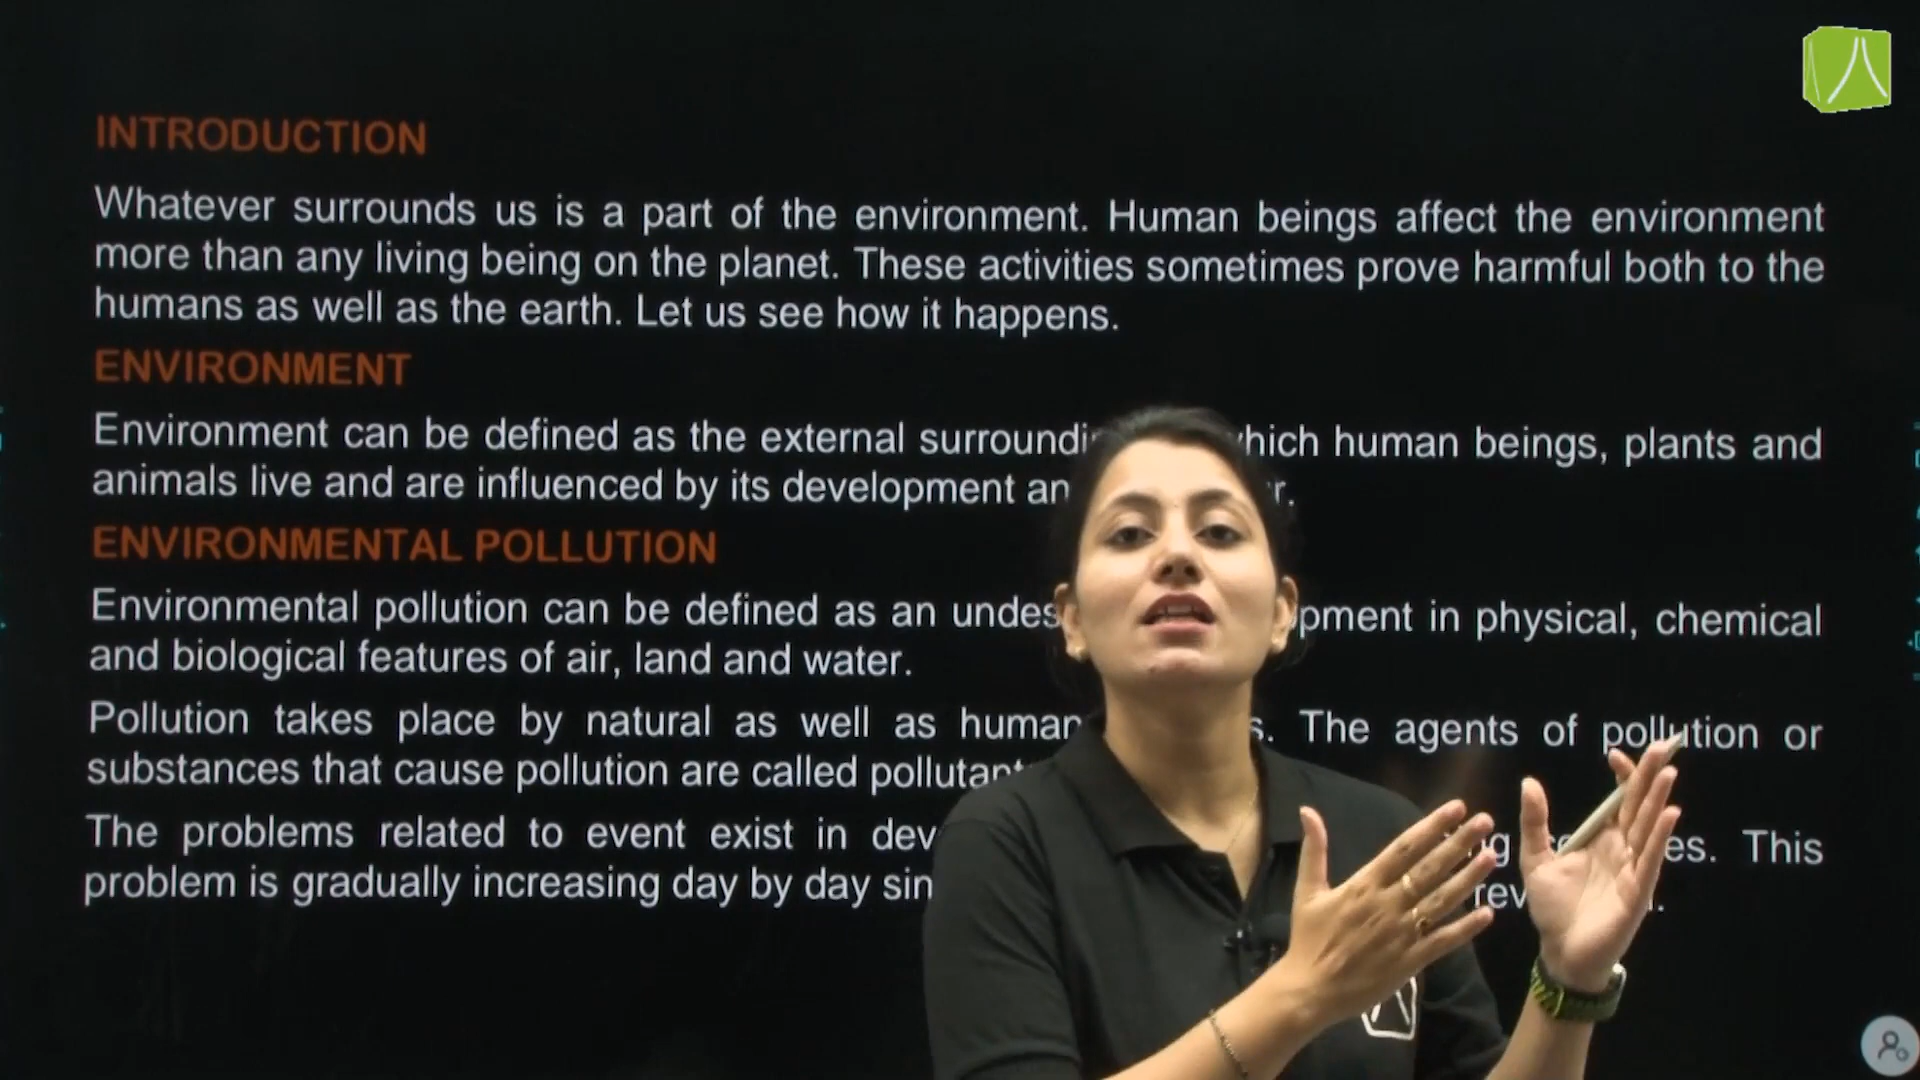 INTRODUCTION
Whatever surrounds us is a part of the environment. Human beings affect the environment
more than any living being on the planet. These activities sometimes prove harmful both to the
humans as well as the earth. Let us see how it happens.
ENVIRONMENT
Environment can be defined as the external surroundi hich human beings, plants and
animals live and are influenced by its development an r.
ENVIRONMENTAL POLLUTION
Environmental pollution can be defined as an undes pment in physical, chemical
and biological features of air, land and water.
Pollution takes place by natural as well as human s. The agents of pollution or
substances that cause pollution are called pollutant
The problems related to event exist in dev ng es. This
problem is gradually increasing day by day sin rev .